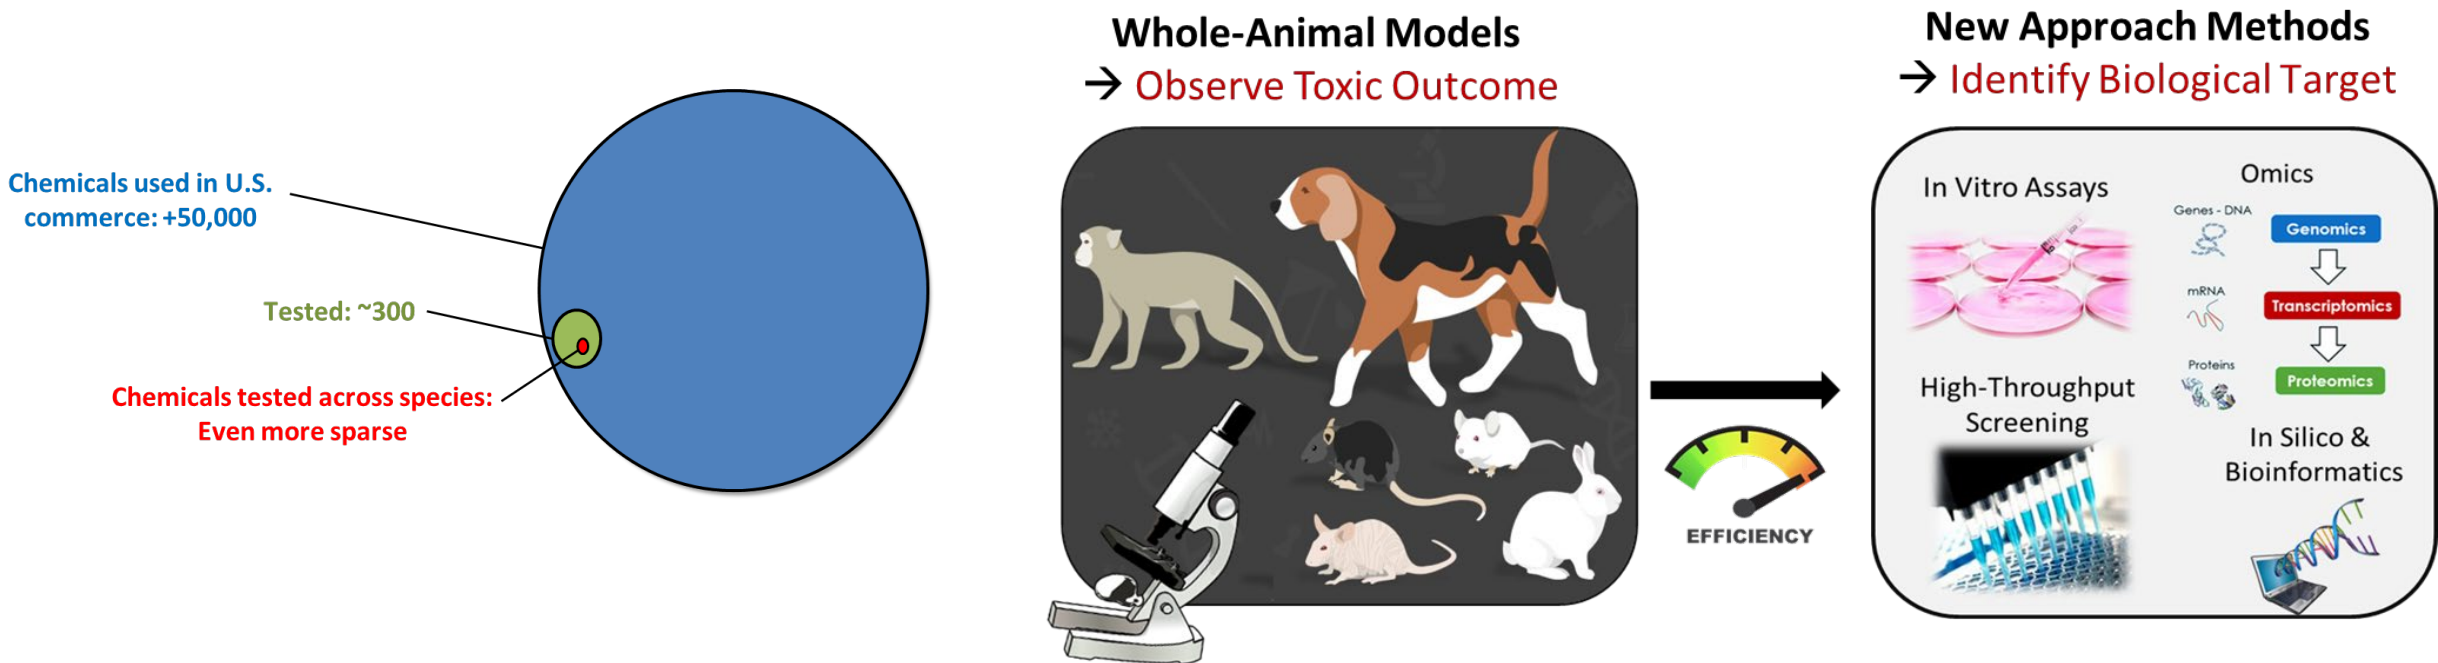 Chemicals used in U.S.
commerce: +50,000
Tested: ~300
Chemicals tested across species:
Even more sparse
Whole-Animal Models
→ Observe Toxic Outcome
EFFICIENCY
New Approach Methods
→ Identify Biological Target
In Vitro Assays
High-Throughput
Screening
Omics
Genes - DNA
Genomics
mRNA
Transcriptomics
Proteins
Proteomics
In Silico &
Bioinformatics